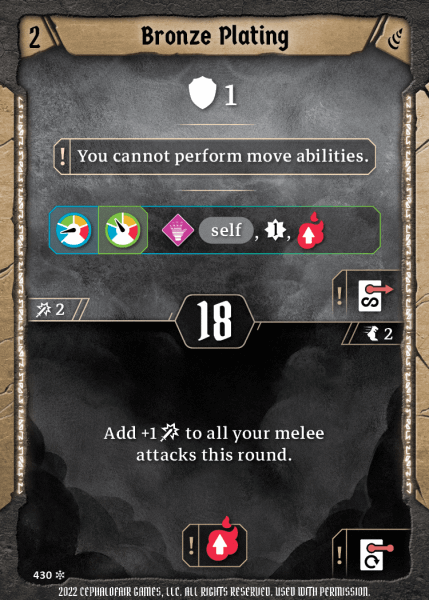 2 Bronze Plating
1
! You cannot perform move abilities.
self , 1 ,
!
2
18
2
Add +1 to all your melee
attacks this round.
!
!
430
2022 CEPHALOFAIR GAMES, LLC. ALL RIGHTS RESERVED. USED WITH PERMISSION.